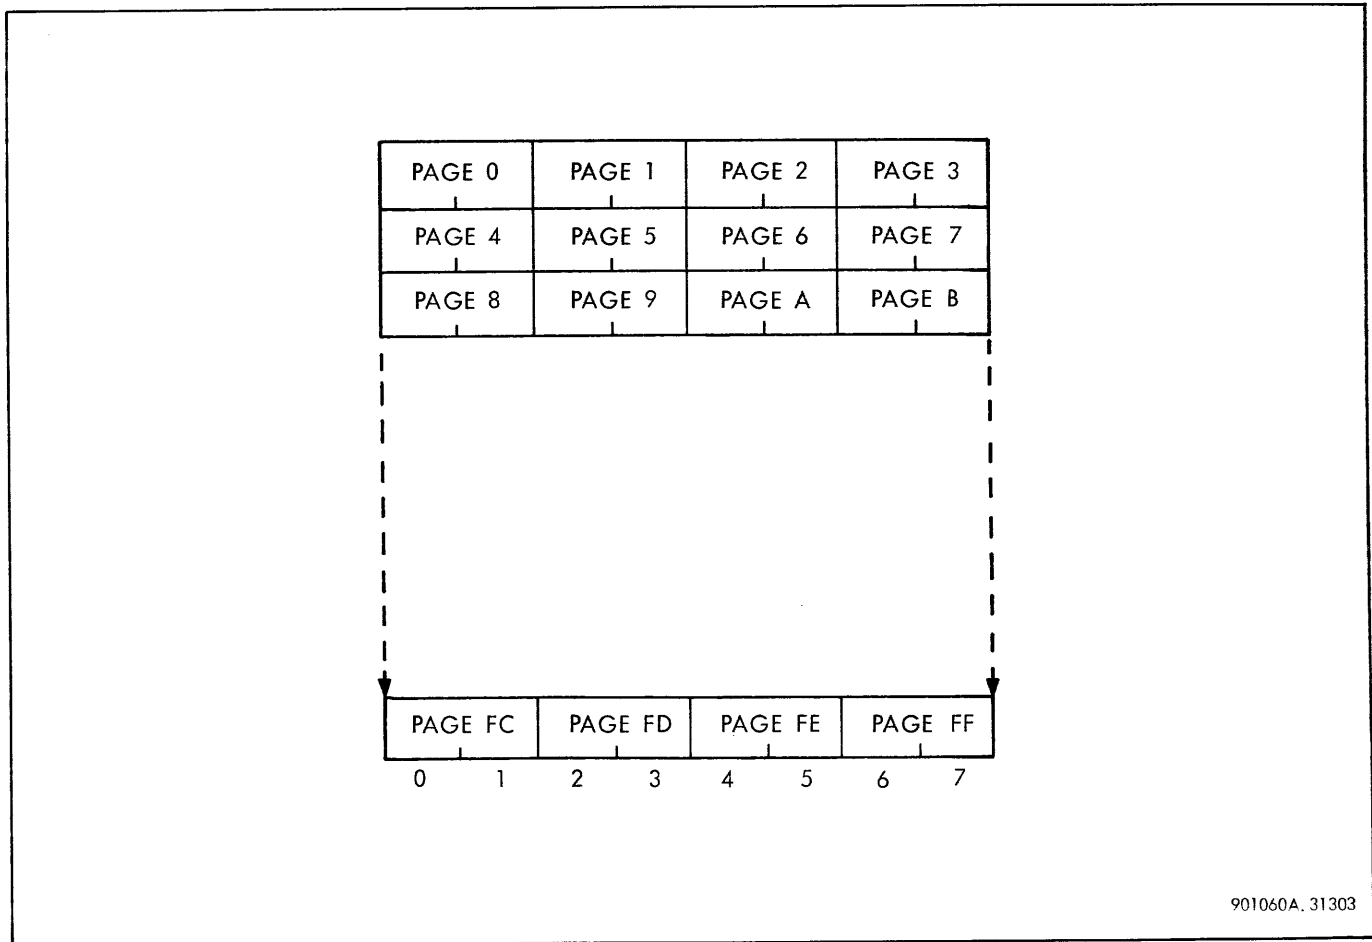 PAGE 0 PAGE 1 PAGE 2 PAGE 3
PAGE 4 PAGE 5 PAGE 6 PAGE 7
PAGE 8 PAGE 9 PAGE A PAGE B
PAGE FC PAGE FD PAGE FE PAGE FF
0 1 2 3 4 5 6 7
901060A. 31303